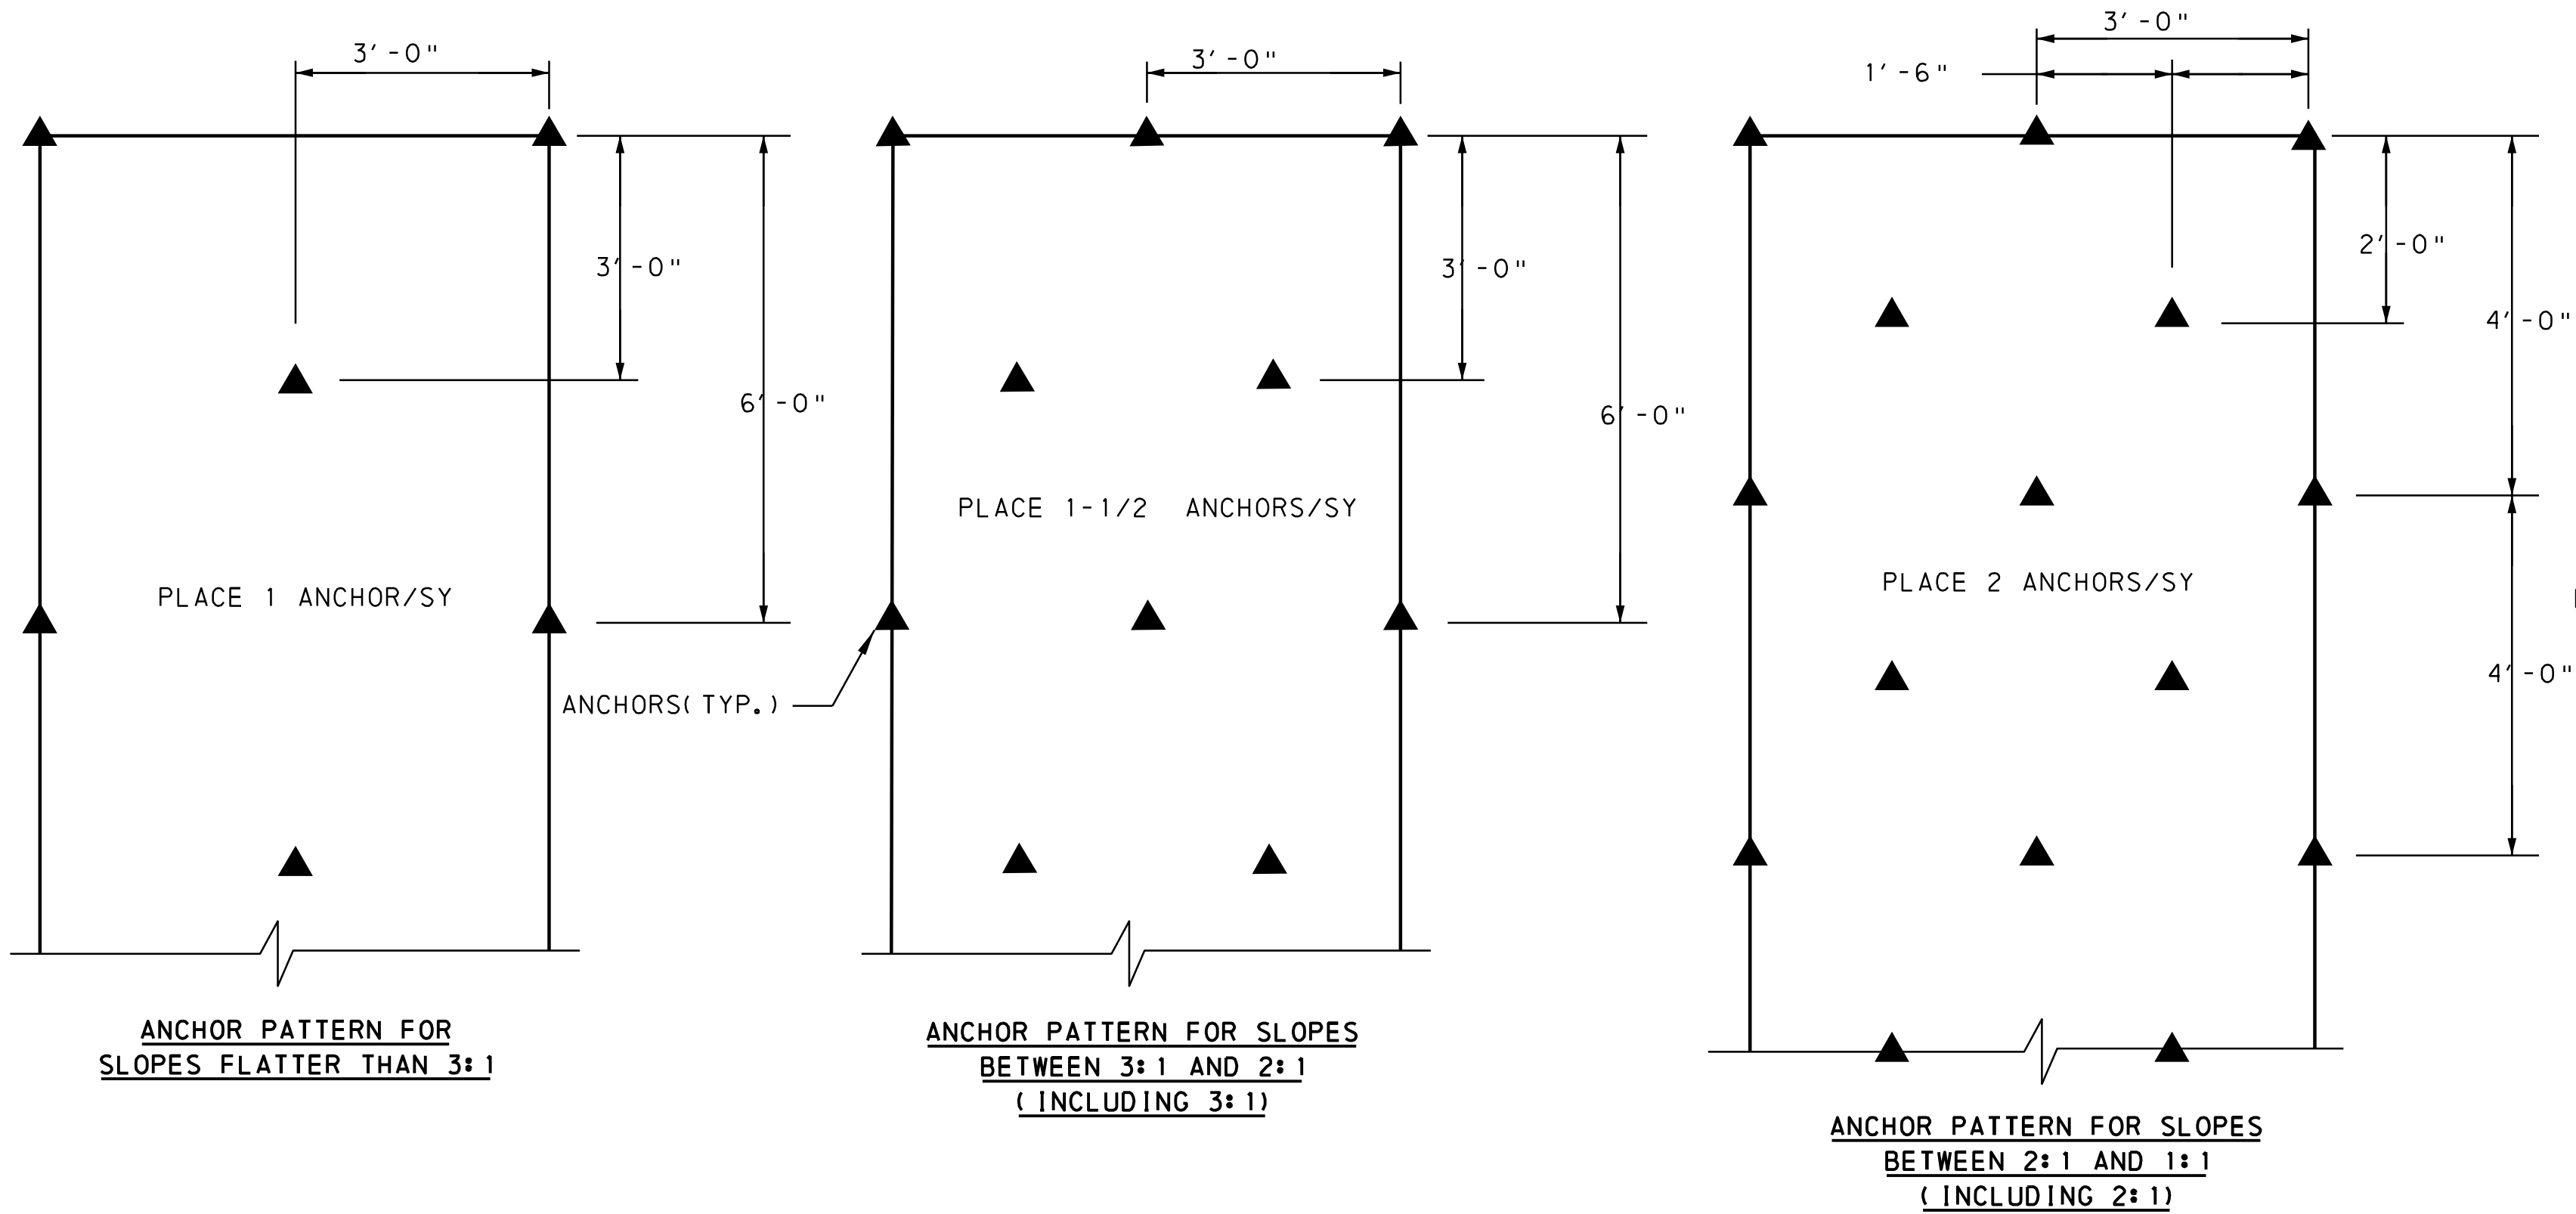 3'-0"
3'-0"
6'-0"
PLACE 1 ANCHOR/SY
ANCHOR PATTERN FOR
SLOPES FLATTER THAN 3:1
3'-0"
3'-0"
6'-0"
PLACE 1-1/2 ANCHORS/SY
ANCHORS(TYP.)
ANCHOR PATTERN FOR SLOPES
BETWEEN 3:1 AND 2:1
(INCLUDING 3:1)
3'-0"
1'-6"
2'-0"
4'-0"
PLACE 2 ANCHORS/SY
4'-0"
ANCHOR PATTERN FOR SLOPES
BETWEEN 2:1 AND 1:1
(INCLUDING 2:1)